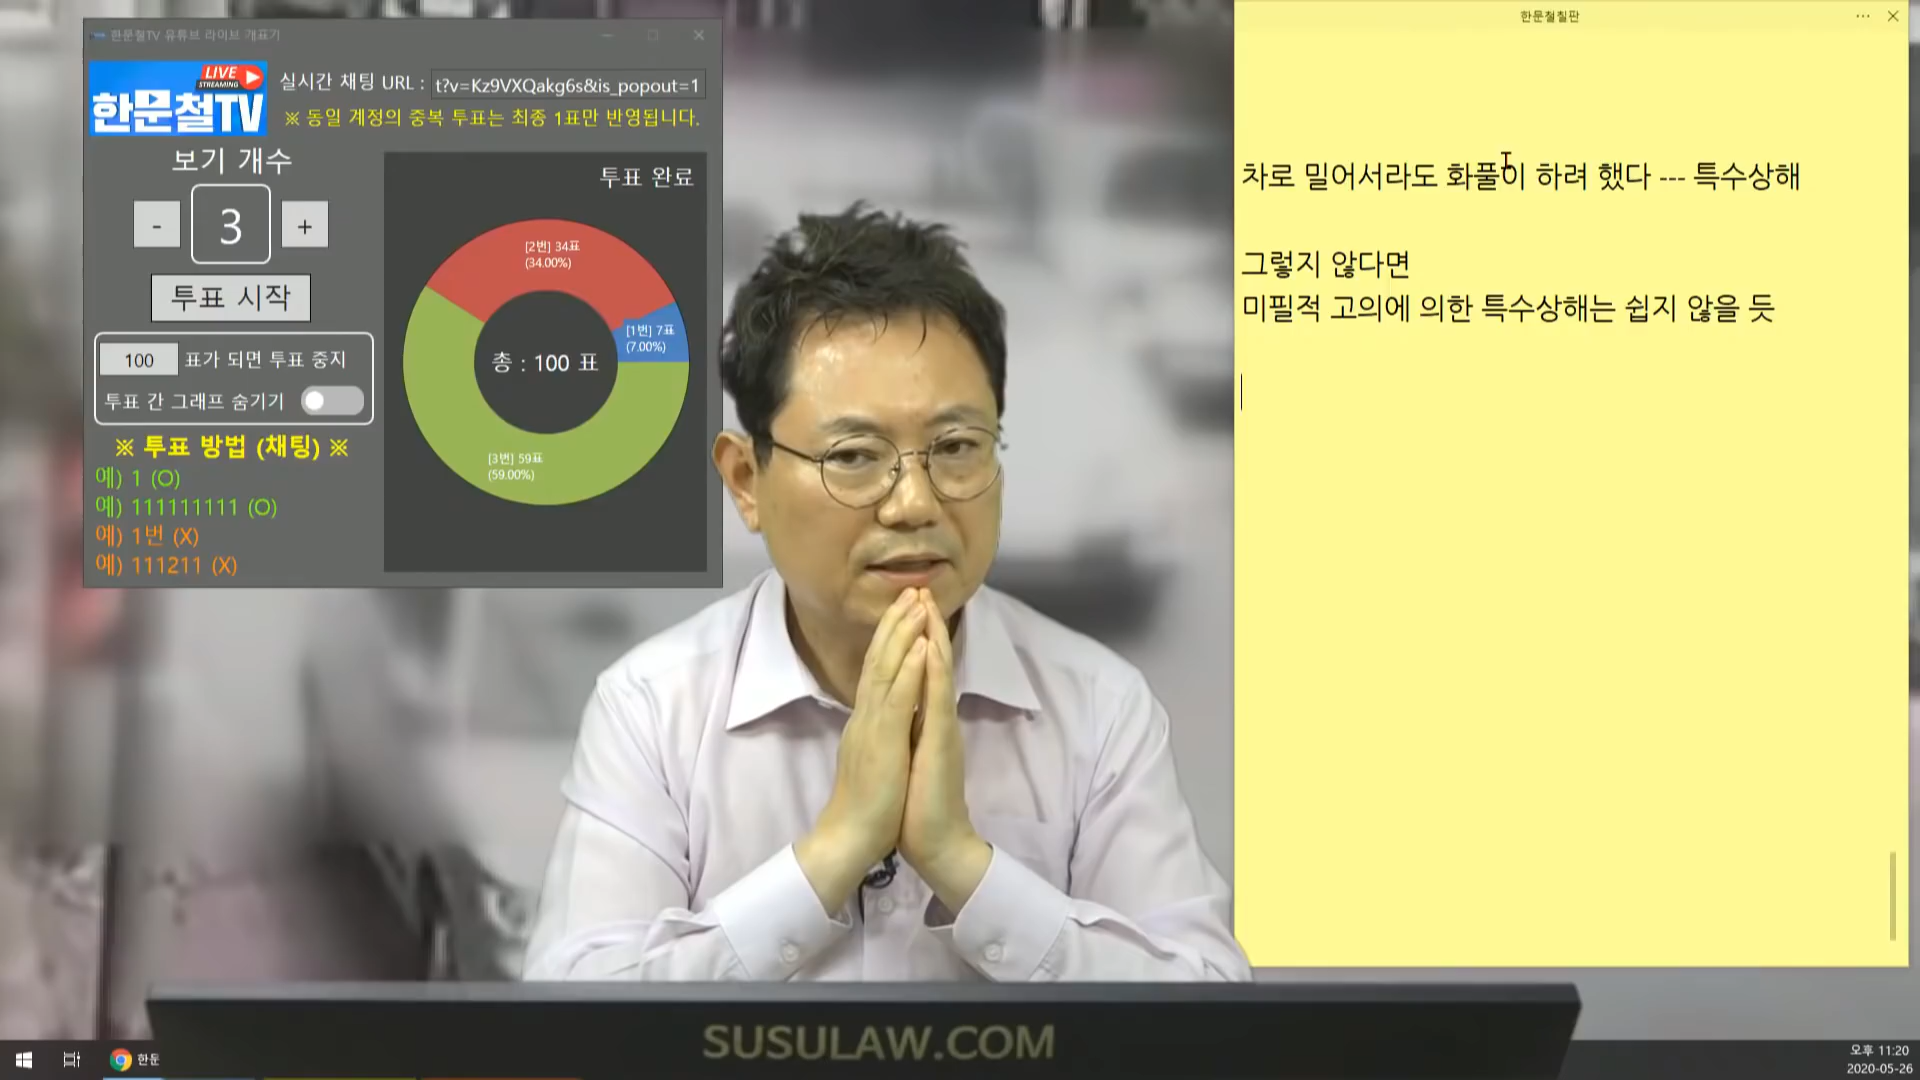 한문철TV 유튜브 라이브 개표기
LIVE
STREAMING
한문철TV
실시간 채팅 URL : t?v=Kz9VXQakg6s&is_popout=1
※ 동일 계정의 중복 투표는 최종 1표만 반영됩니다.
보기 개수
- 3 +
투표 시작
100 표가 되면 투표 중지
투표 간 그래프 숨기기
※ 투표 방법 (채팅) ※
예) 1 (O)
예) 111111111 (O)
예) 1번 (X)
예) 111211 (X)
투표 완료
[2번] 34표
(34.00%)
[1번] 7표
(7.00%)
총 : 100 표
[3번] 59표
(59.00%)
한문철칠판
차로 밀어서라도 화풀이 하려 했다 --- 특수상해
그렇지 않다면
미필적 고의에 의한 특수상해는 쉽지 않을 듯
SUSULAW.COM
한문
오후 11:20
2020-05-26